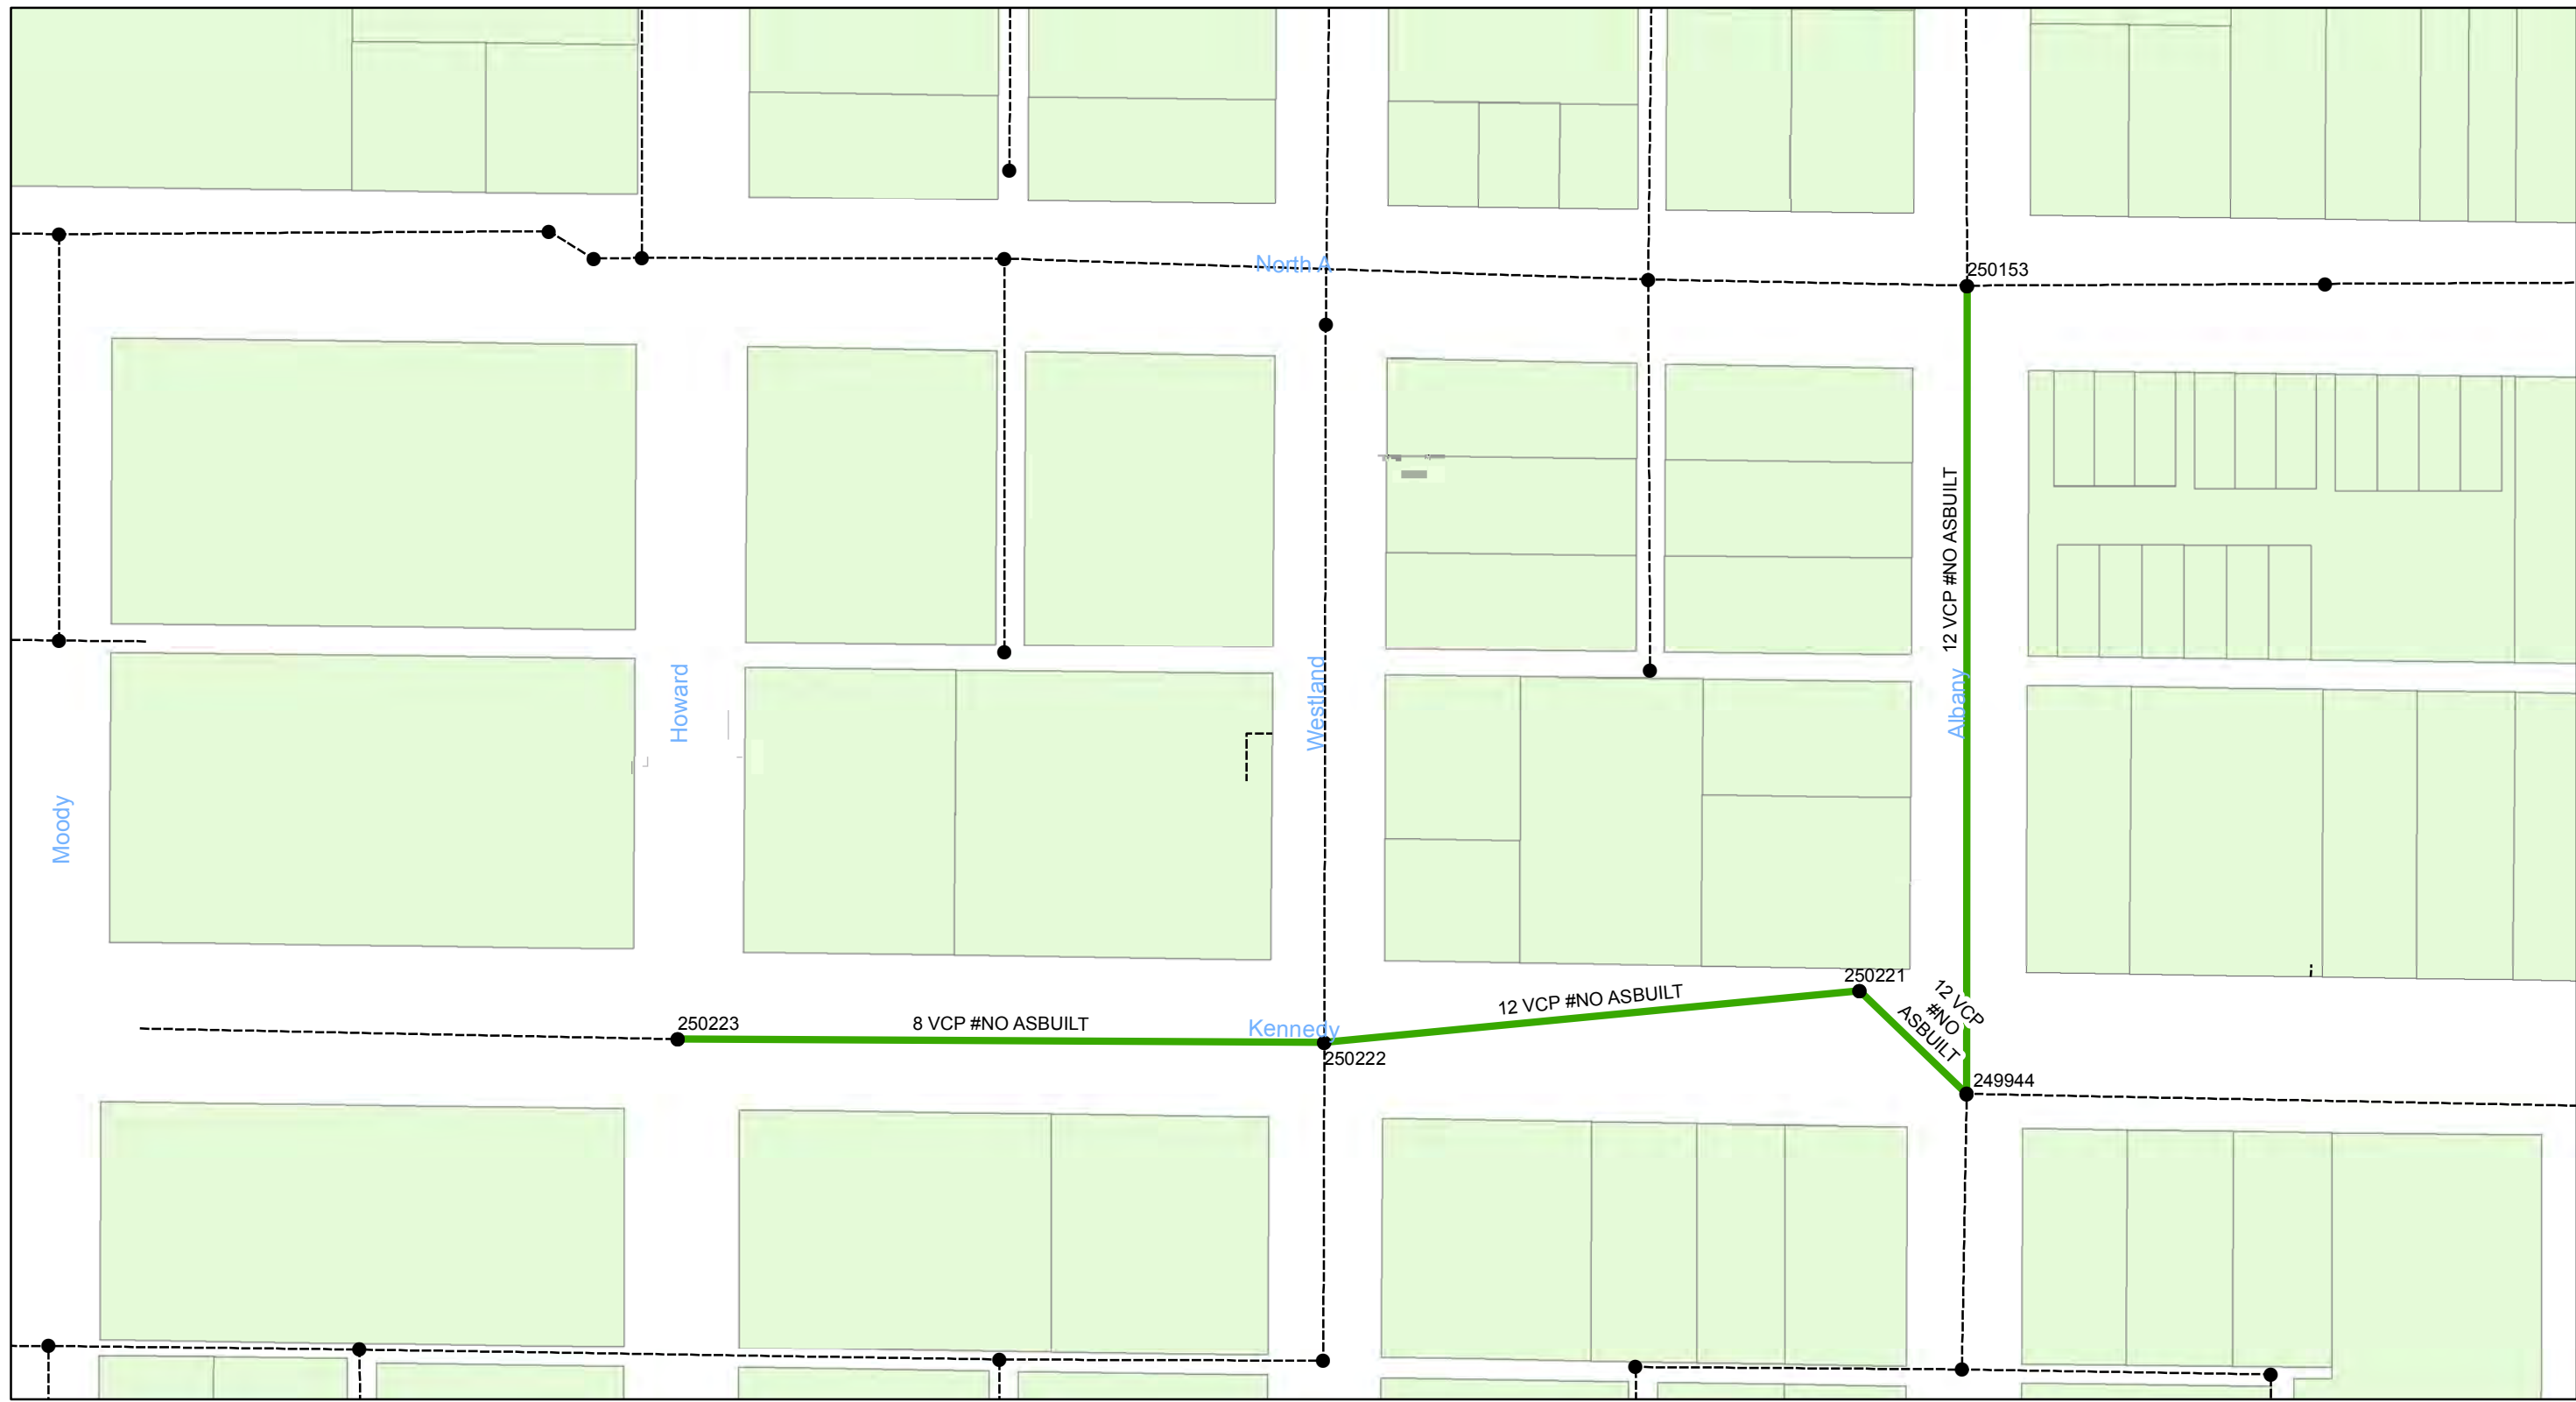 North A
250153
12 VCP #NO ASBUILT
Howard
Westland
Albany
Moody
250221
12 VCP #NO ASBUILT
12 VCP
#NO
ASBUILT
250223
8 VCP #NO ASBUILT
Kennedy
250222
249944